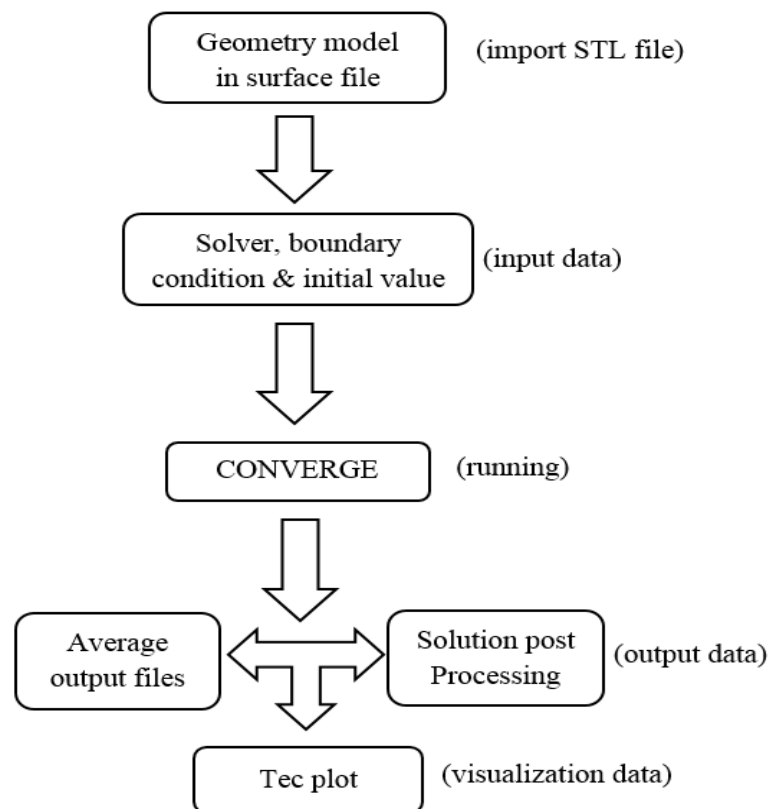 Geometry model
in surface file
(import STL file)
Solver, boundary
condition & initial value
(input data)
CONVERGE
(running)
Average
output files
Solution post
Processing
(output data)
Tec plot
(visualization data)